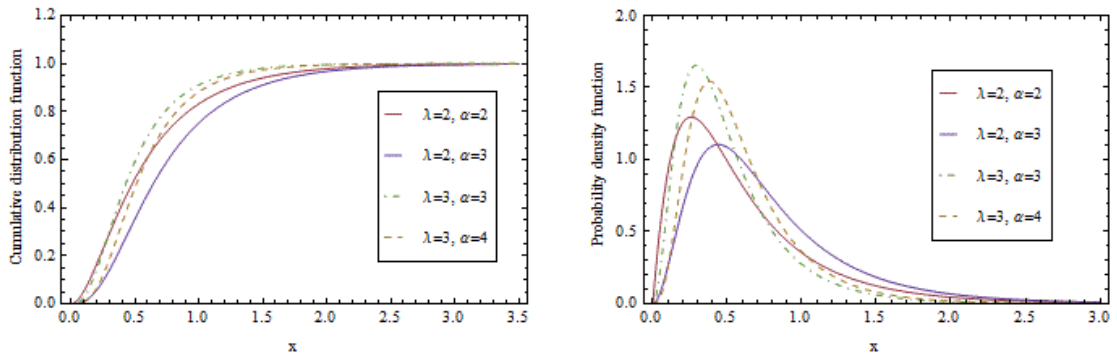 Cumulative distribution function
1.2
1.0
0.8
0.6
0.4
0.2
0.0
0.0 0.5 1.0 1.5 2.0 2.5 3.0 3.5
x
λ=2, α=2
λ=2, α=3
λ=3, α=3
λ=3, α=4
Probability density function
2.0
1.5
1.0
0.5
0.0
0.0 0.5 1.0 1.5 2.0 2.5 3.0
x
λ=2, α=2
λ=2, α=3
λ=3, α=3
λ=3, α=4